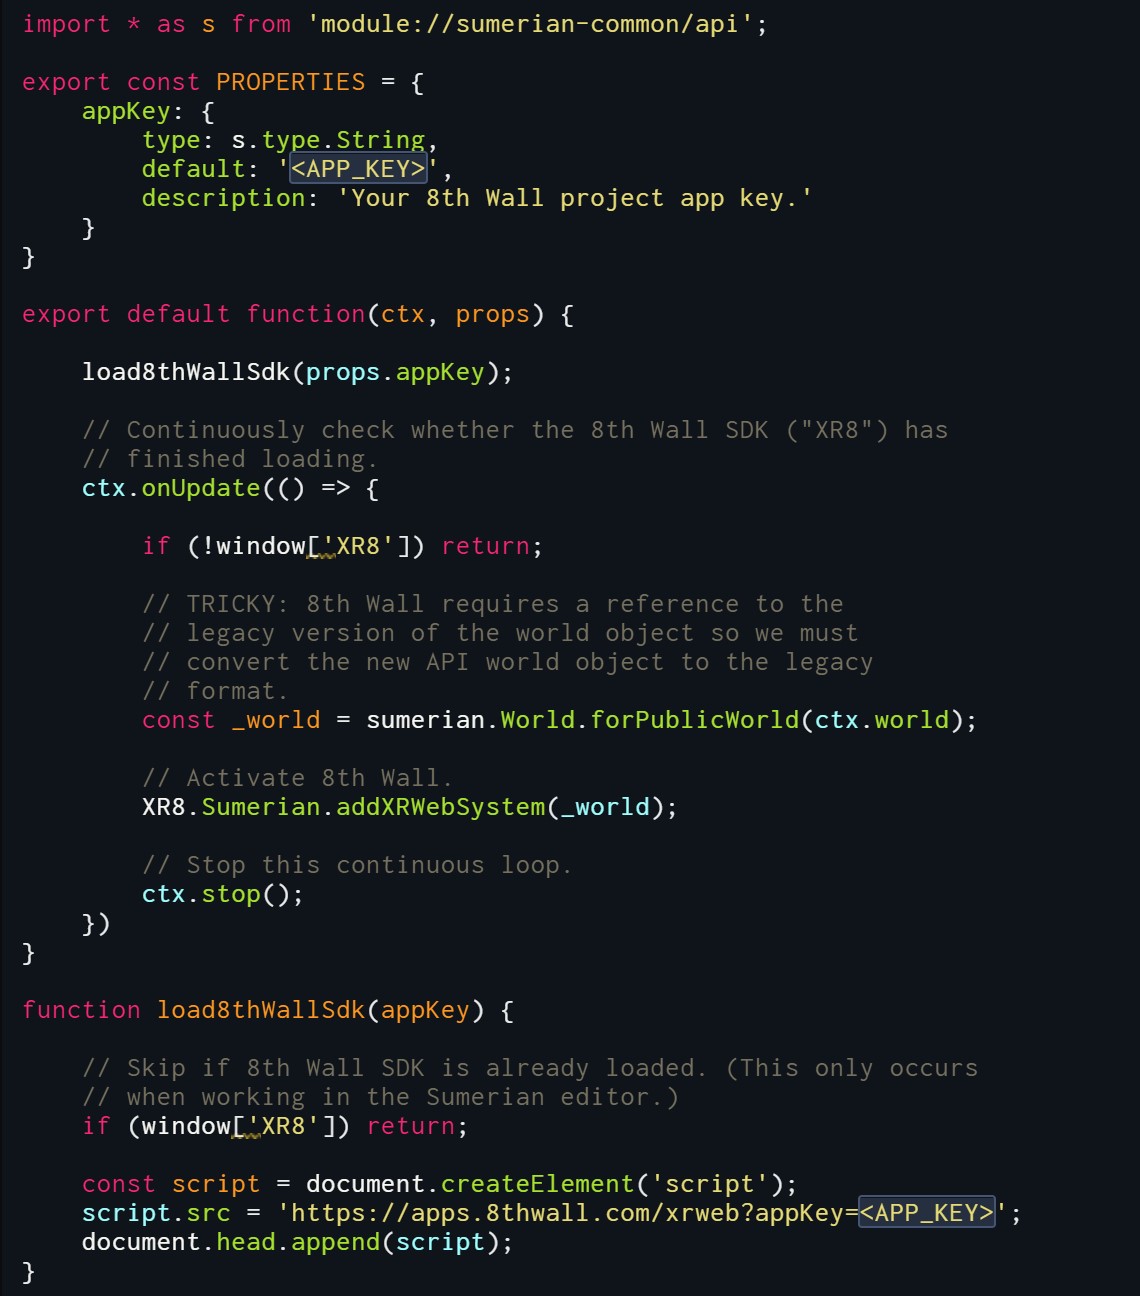 import * as s from 'module://sumerian-common/api';
export const PROPERTIES = {
appKey: {
type: s.type.String,
default: '<APP_KEY>',
description: 'Your 8th Wall project app key.'
}
}
export default function(ctx, props) {
load8thWallSdk(props.appKey);
// Continuously check whether the 8th Wall SDK ("XR8") has
// finished loading.
ctx.onUpdate(() => {
if (!window['XR8']) return;
// TRICKY: 8th Wall requires a reference to the
// legacy version of the world object so we must
// convert the new API world object to the legacy
// format.
const _world = sumerian.World.forPublicWorld(ctx.world);
// Activate 8th Wall.
XR8.Sumerian.addXRWebSystem(_world);
// Stop this continuous loop.
ctx.stop();
})
}
function load8thWallSdk(appKey) {
// Skip if 8th Wall SDK is already loaded. (This only occurs
// when working in the Sumerian editor.)
if (window['XR8']) return;
const script = document.createElement('script');
script.src = 'https://apps.8thwall.com/xrweb?appKey=<APP_KEY>';
document.head.append(script);
}